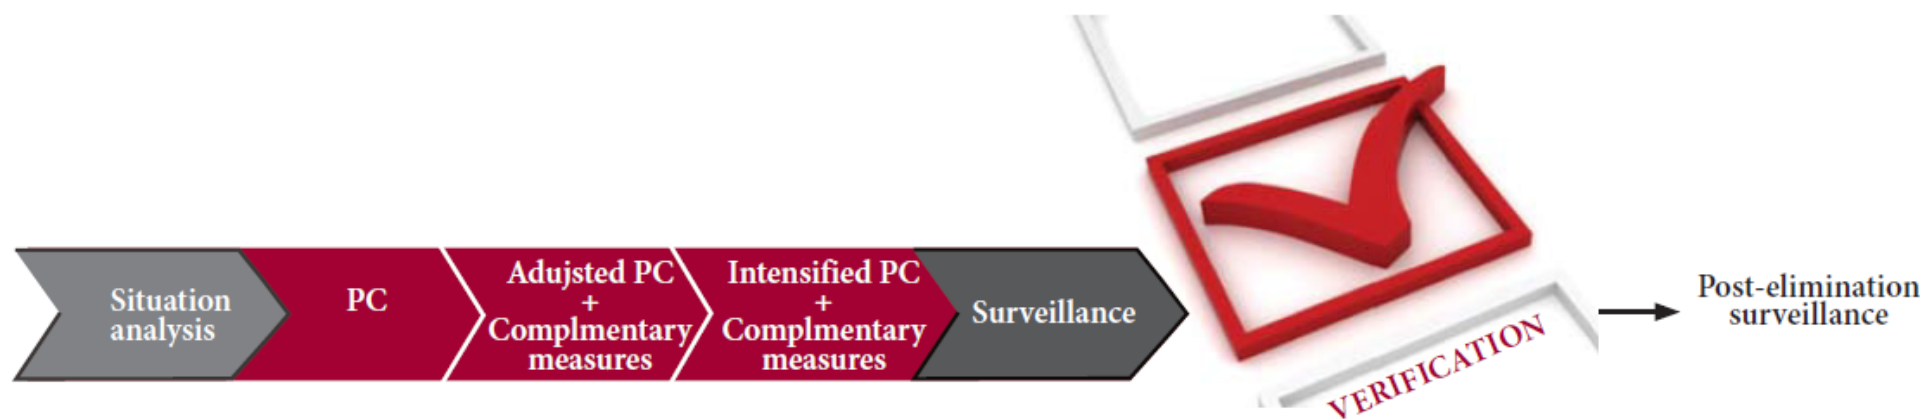 Situation
analysis
PC
Adujsted PC
+
Complmentary
measures
Intensified PC
+
Complmentary
measures
Surveillance
VERIFICATION
Post-elimination
surveillance